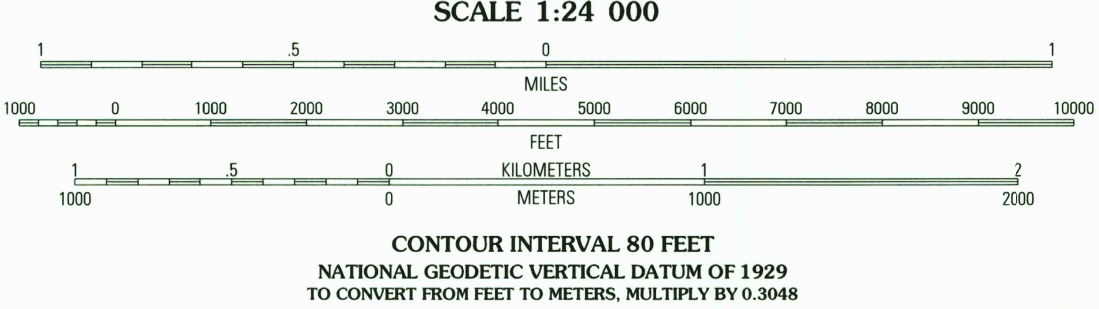 SCALE 1:24 000
1 .5 0 1
MILES
1000 0 1000 2000 3000 4000 5000 6000 7000 8000 9000 10000
FEET
1 .5 0 KILOMETERS 1 2
1000 0 METERS 1000 2000
CONTOUR INTERVAL 80 FEET
NATIONAL GEODETIC VERTICAL DATUM OF 1929
TO CONVERT FROM FEET TO METERS, MULTIPLY BY 0.3048